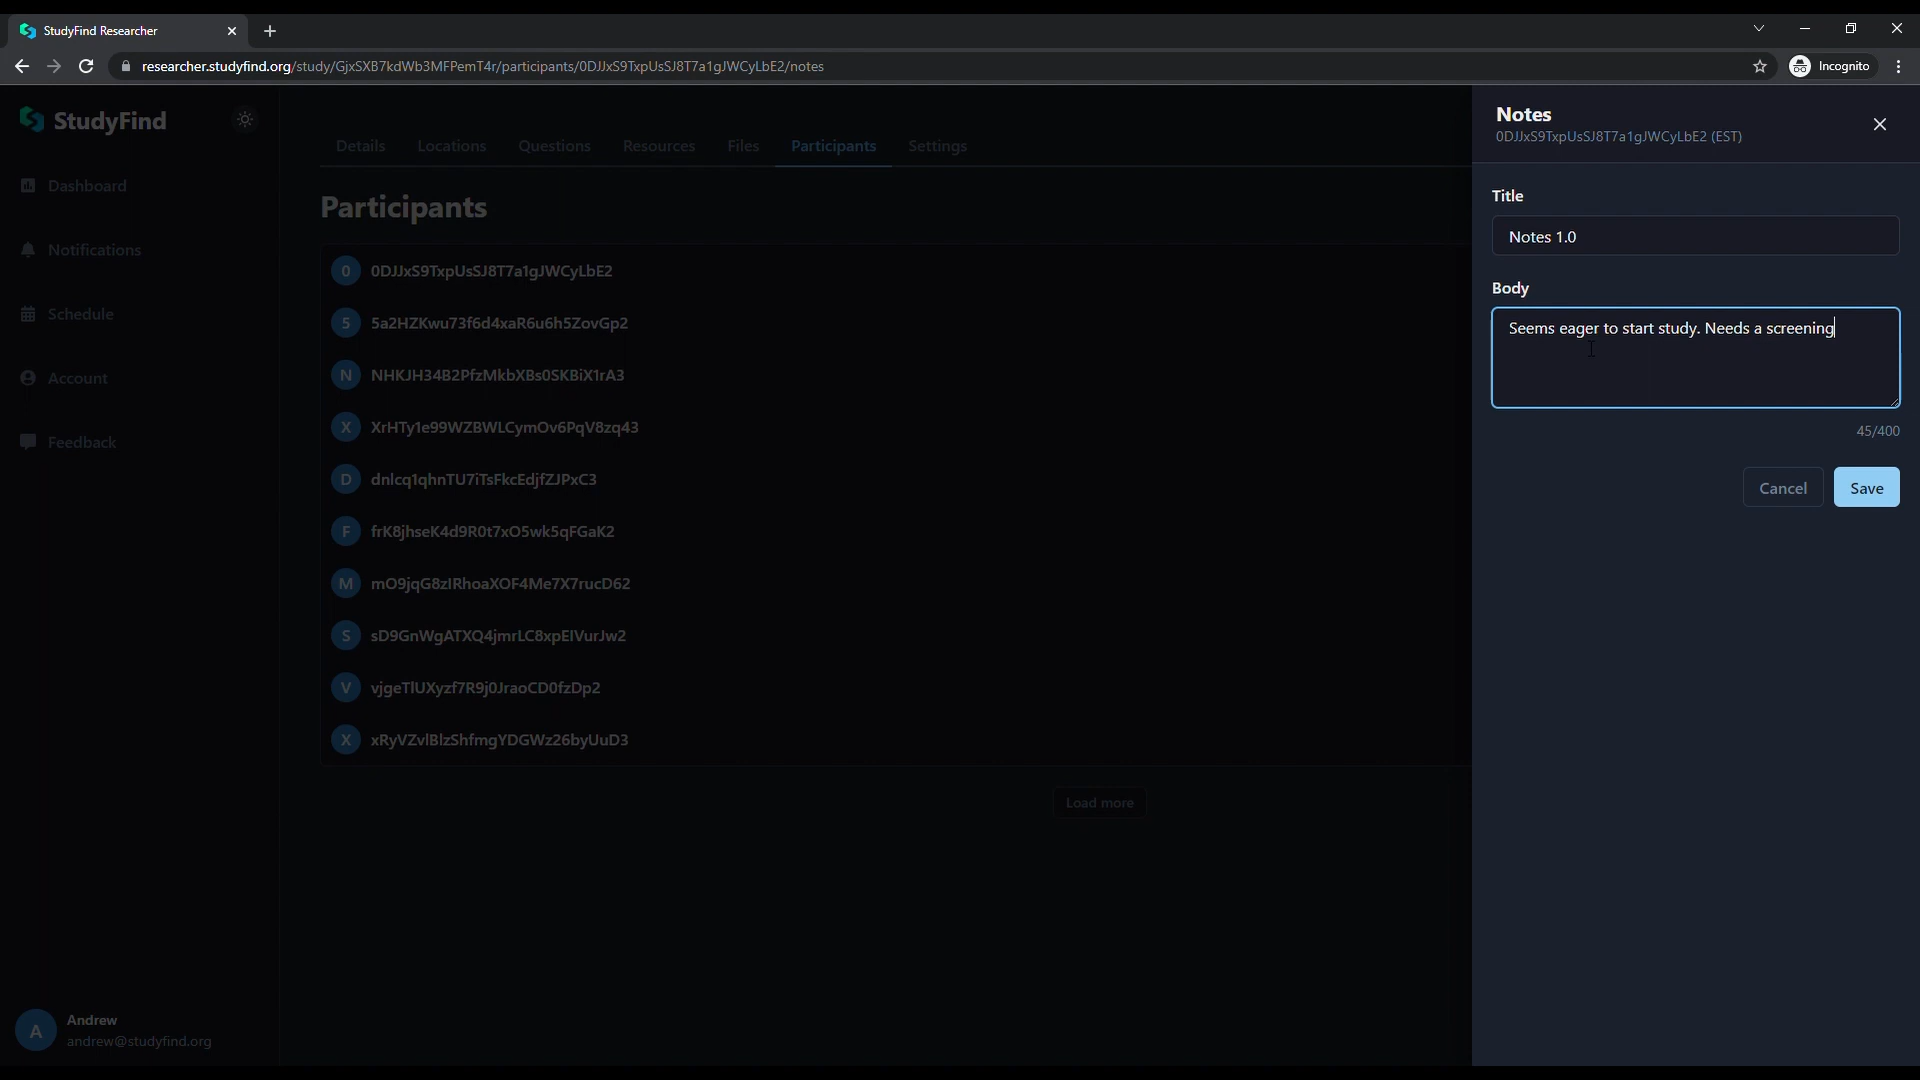 StudyFind Researcher
researcher.studyfind.org/study/GjxSXB7kdWb3MFPemT4r/participants/0DJJxS9TxpUsSJ8T7a1gJWCyLbE2/notes
Incognito
StudyFind
Dashboard
Notifications
Schedule
Account
Feedback
A
Andrew
andrew@studyfind.org
Details
Locations
Questions
Resources
Files
Participants
Settings
Participants
0
0DJJxS9TxpUsSJ8T7a1gJWCyLbE2
5
5a2HZKwu73f6d4xaR6u6h5ZovGp2
N
NHKJH34B2PfzMkbXBs0SKBiX1rA3
X
XrHTy1e99WZBWLCymOv6PqV8zq43
D
dnlcq1qhnTU7iTsFkcEdjfZJPxC3
F
frK8jhseK4d9R0t7xO5wk5qFGaK2
M
mO9jqG8zIRhoaXOF4Me7X7rucD62
S
sD9GnWgATXQ4jmrLC8xpEIVurJw2
V
vjgeTlUXyzf7R9j0JraoCD0fzDp2
X
xRyVZvlBlzShfmgYDGWz26byUuD3
Load more
Notes
0DJJxS9TxpUsSJ8T7a1gJWCyLbE2 (EST)
Title
Notes 1.0
Body
Seems eager to start study. Needs a screening
45/400
Cancel
Save